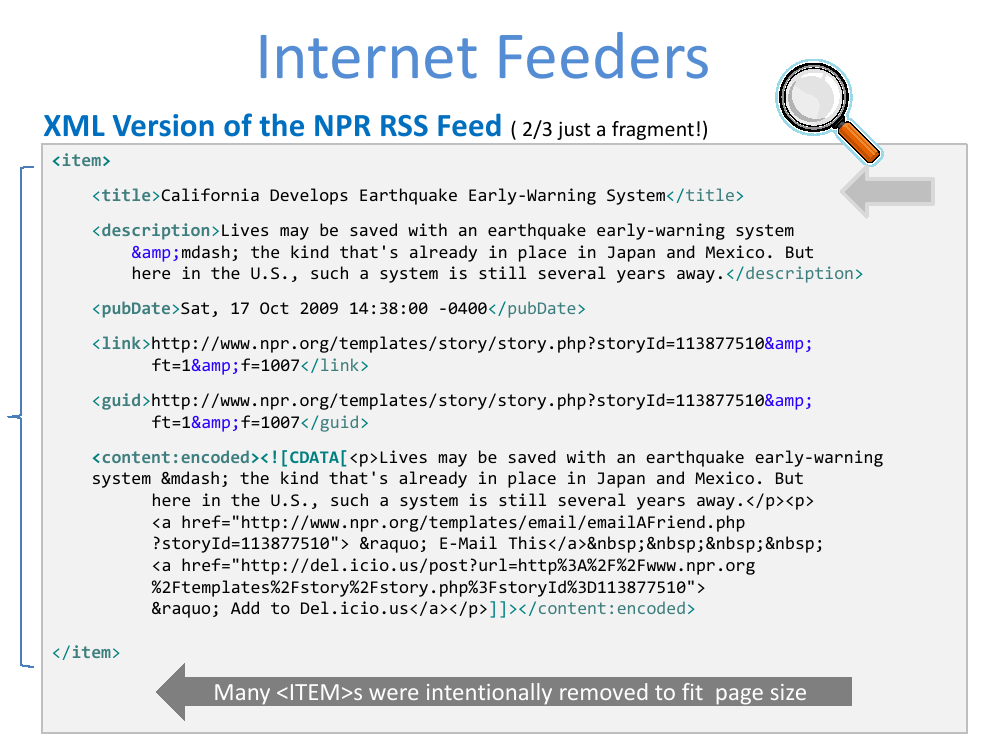 Internet Feeders
XML Version of the NPR RSS Feed ( 2/3 just a fragment!)
<item>
<title>California Develops Earthquake Early-Warning System</title>
<description>Lives may be saved with an earthquake early-warning system
&amp;mdash; the kind that's already in place in Japan and Mexico. But
here in the U.S., such a system is still several years away.</description>
<pubDate>Sat, 17 Oct 2009 14:38:00 -0400</pubDate>
<link>http://www.npr.org/templates/story/story.php?storyId=113877510&amp;
ft=1&amp;f=1007</link>
<guid>http://www.npr.org/templates/story/story.php?storyId=113877510&amp;
ft=1&amp;f=1007</guid>
<content:encoded><![CDATA[<p>Lives may be saved with an earthquake early-warning
system &mdash; the kind that's already in place in Japan and Mexico. But
here in the U.S., such a system is still several years away.</p><p>
<a href="http://www.npr.org/templates/email/emailAFriend.php
?storyId=113877510"> &raquo; E-Mail This</a>&nbsp;&nbsp;&nbsp;&nbsp;
<a href="http://del.icio.us/post?url=http%3A%2F%2Fwww.npr.org
%2Ftemplates%2Fstory%2Fstory.php%3FstoryId%3D113877510">
&raquo; Add to Del.icio.us</a></p>]]></content:encoded>
</item>
Many <ITEM>s were intentionally removed to fit page size